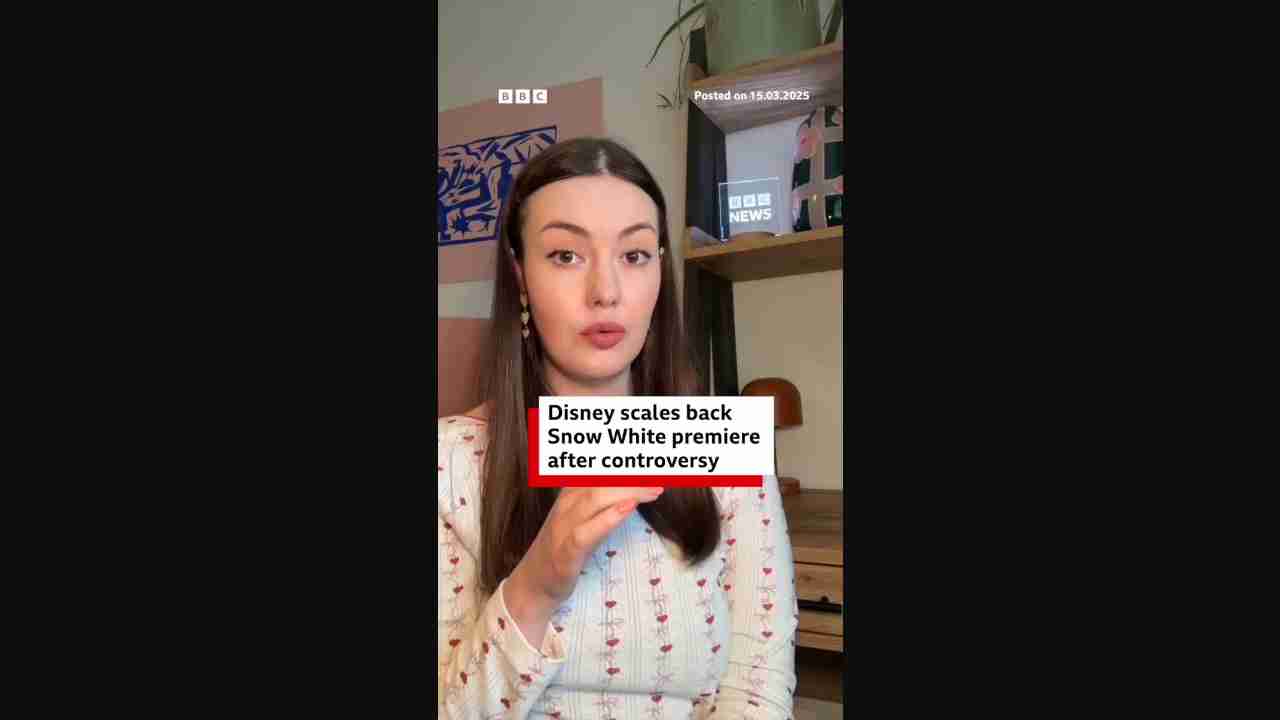 BBC
Posted on 15.03.2025
BBC
NEWS
Disney scales back
Snow White premiere
after controversy